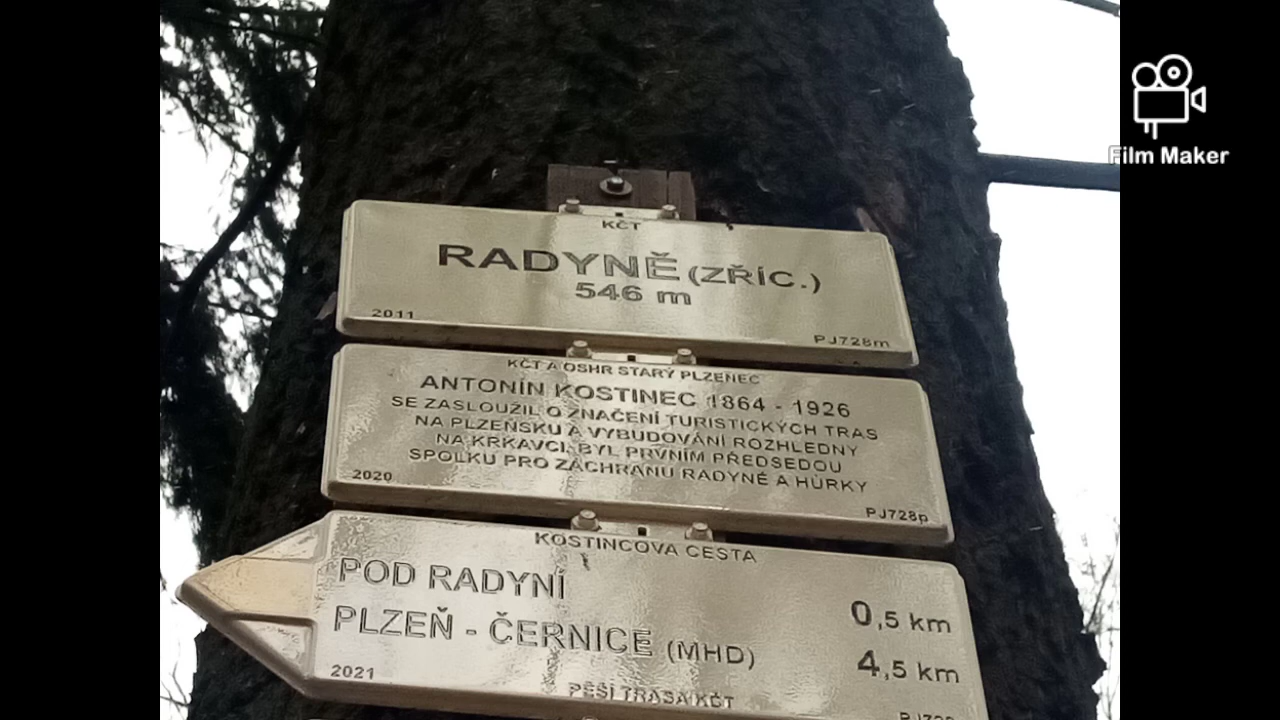 Film Maker
KČT
RADYNĚ (ZŘÍC.)
546 m
2011
PJ728m
KČT A OSHR STARÝ PLZENEC
ANTONÍN KOSTINEC 1864 - 1926
SE ZASLOUŽIL O ZNAČENÍ TURISTICKÝCH TRAS
NA PLZEŇSKU A VYBUDOVÁNÍ ROZHLEDNY
NA KRKAVCI, BYL PRVNÍM PŘEDSEDOU
SPOLKU PRO ZÁCHRANU RADYNĚ A HŮRKY
2020
PJ728p
KOSTINCOVA CESTA
POD RADYNÍ 0,5 km
PLZEŇ - ČERNICE (MHD) 4,5 km
2021
PĚŠÍ TRASA KČT